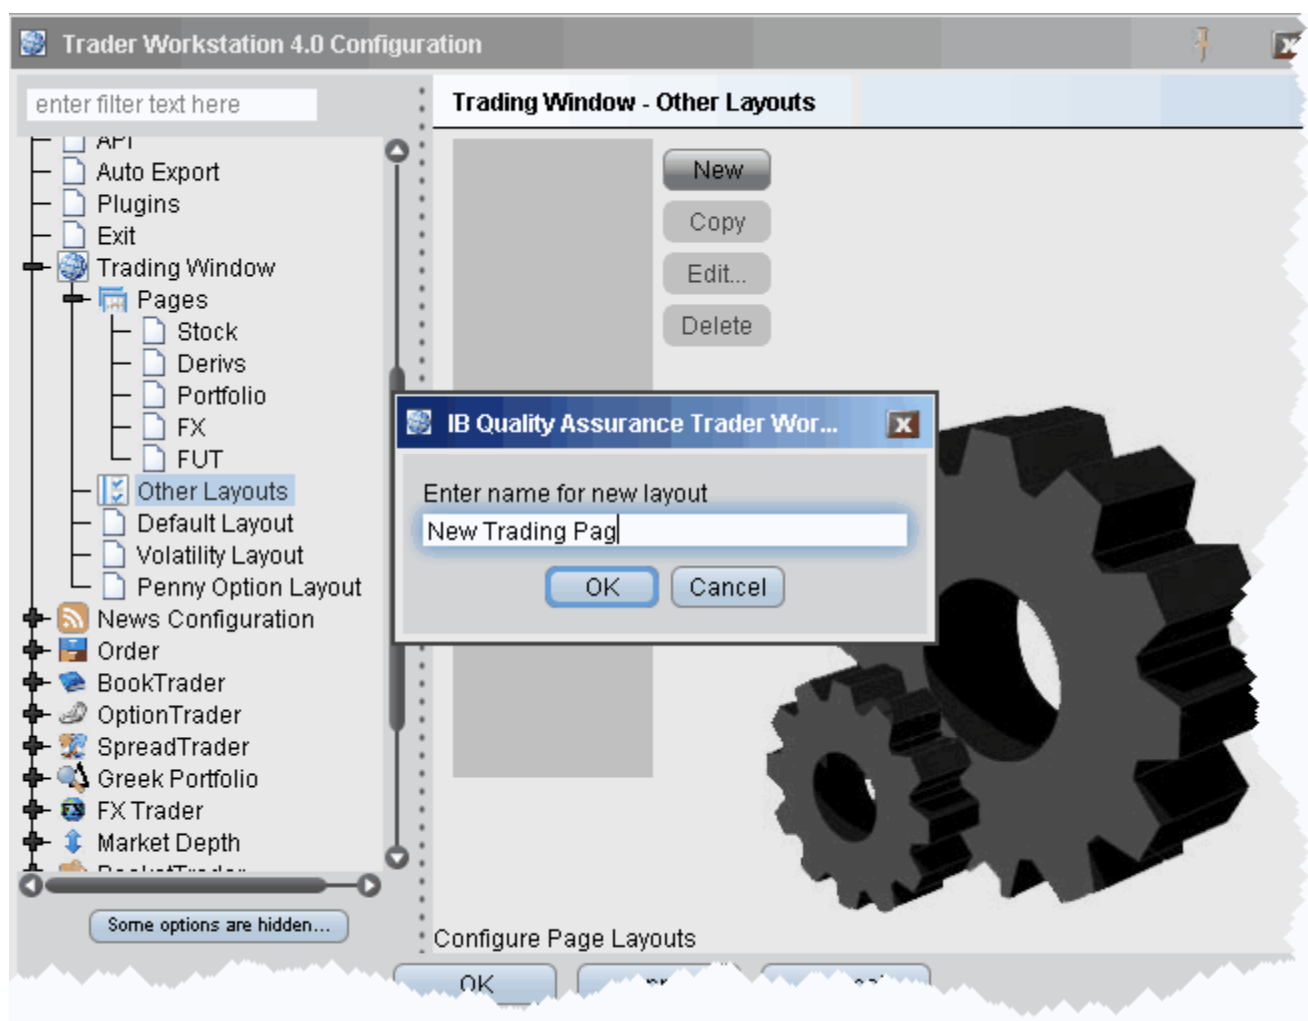 Trader Workstation 4.0 Configuration
enter filter text here
Trading Window - Other Layouts
API
Auto Export
Plugins
Exit
Trading Window
Pages
Stock
Derivs
Portfolio
FX
FUT
Other Layouts
Default Layout
Volatility Layout
Penny Option Layout
News Configuration
Order
BookTrader
OptionTrader
SpreadTrader
Greek Portfolio
FX Trader
Market Depth
Some options are hidden...
New
Copy
Edit...
Delete
IB Quality Assurance Trader Wor...
Enter name for new layout
New Trading Pag
OK
Cancel
Configure Page Layouts
OK